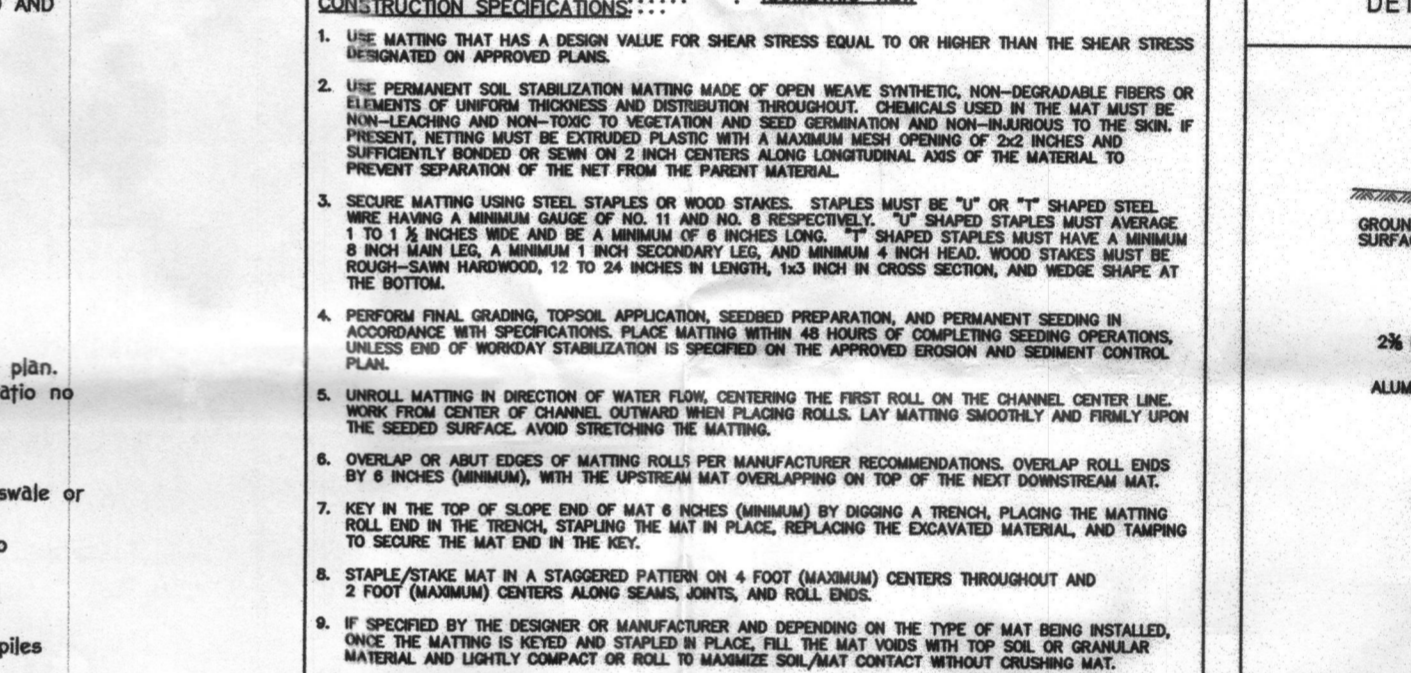 AND
plan.
no
swale or
piles
CONSTRUCTION SPECIFICATIONS:
1. USE MATTING THAT HAS A DESIGN VALUE FOR SHEAR STRESS EQUAL TO OR HIGHER THAN THE SHEAR STRESS
DESIGNATED ON APPROVED PLANS.
2. USE PERMANENT SOIL STABILIZATION MATTING MADE OF OPEN WEAVE SYNTHETIC, NON-DEGRADABLE FIBERS OR
ELEMENTS OF UNIFORM THICKNESS AND DISTRIBUTION THROUGHOUT. CHEMICALS USED IN THE MAT MUST BE
NON-LEACHING AND NON-TOXIC TO VEGETATION AND SEED GERMINATION AND NON-INJURIOUS TO THE SKIN. IF
PRESENT, NETTING MUST BE EXTRUDED PLASTIC WITH A MAXIMUM MESH OPENING OF 2x2 INCHES AND
SUFFICIENTLY BONDED OR SEWN ON 2 INCH CENTERS ALONG LONGITUDINAL AXIS OF THE MATERIAL TO
PREVENT SEPARATION OF THE NET FROM THE PARENT MATERIAL.
3. SECURE MATTING USING STEEL STAPLES OR WOOD STAKES. STAPLES MUST BE "U" OR "T" SHAPED STEEL
WIRE HAVING A MINIMUM GAUGE OF NO. 11 AND NO. 8 RESPECTIVELY. "U" SHAPED STAPLES MUST AVERAGE
1 TO 1 ½ INCHES WIDE AND BE A MINIMUM OF 6 INCHES LONG. "T" SHAPED STAPLES MUST HAVE A MINIMUM
8 INCH MAIN LEG, A MINIMUM 1 INCH SECONDARY LEG, AND MINIMUM 4 INCH HEAD. WOOD STAKES MUST BE
ROUGH-SAWN HARDWOOD, 12 TO 24 INCHES IN LENGTH, 1x3 INCH IN CROSS SECTION, AND WEDGE SHAPE AT
THE BOTTOM.
4. PERFORM FINAL GRADING, TOPSOIL APPLICATION, SEEDBED PREPARATION, AND PERMANENT SEEDING IN
ACCORDANCE WITH SPECIFICATIONS. PLACE MATTING WITHIN 48 HOURS OF COMPLETING SEEDING OPERATIONS,
UNLESS END OF WORKDAY STABILIZATION IS SPECIFIED ON THE APPROVED EROSION AND SEDIMENT CONTROL
PLAN.
5. UNROLL MATTING IN DIRECTION OF WATER FLOW, CENTERING THE FIRST ROLL ON THE CHANNEL CENTER LINE.
WORK FROM CENTER OF CHANNEL OUTWARD WHEN PLACING ROLLS. LAY MATTING SMOOTHLY AND FIRMLY UPON
THE SEEDED SURFACE. AVOID STRETCHING THE MATTING.
6. OVERLAP OR ABUT EDGES OF MATTING ROLLS PER MANUFACTURER RECOMMENDATIONS. OVERLAP ROLL ENDS
BY 6 INCHES (MINIMUM), WITH THE UPSTREAM MAT OVERLAPPING ON TOP OF THE NEXT DOWNSTREAM MAT.
7. KEY IN THE TOP OF SLOPE END OF MAT 6 NCHES (MINIMUM) BY DIGGING A TRENCH, PLACING THE MATTING
ROLL END IN THE TRENCH, STAPLING THE MAT IN PLACE, REPLACING THE EXCAVATED MATERIAL, AND TAMPING
TO SECURE THE MAT END IN THE KEY.
8. STAPLE/STAKE MAT IN A STAGGERED PATTERN ON 4 FOOT (MAXIMUM) CENTERS THROUGHOUT AND
2 FOOT (MAXIMUM) CENTERS ALONG SEAMS, JOINTS, AND ROLL ENDS.
9. IF SPECIFIED BY THE DESIGNER OR MANUFACTURER AND DEPENDING ON THE TYPE OF MAT BEING INSTALLED,
ONCE THE MATTING IS KEYED AND STAPLED IN PLACE, FILL THE MAT VOIDS WITH TOP SOIL OR GRANULAR
MATERIAL AND LIGHTLY COMPACT OR ROLL TO MAXIMIZE SOIL/MAT CONTACT WITHOUT CRUSHING MAT.
DET
GROUN
SURFAC
ALUM